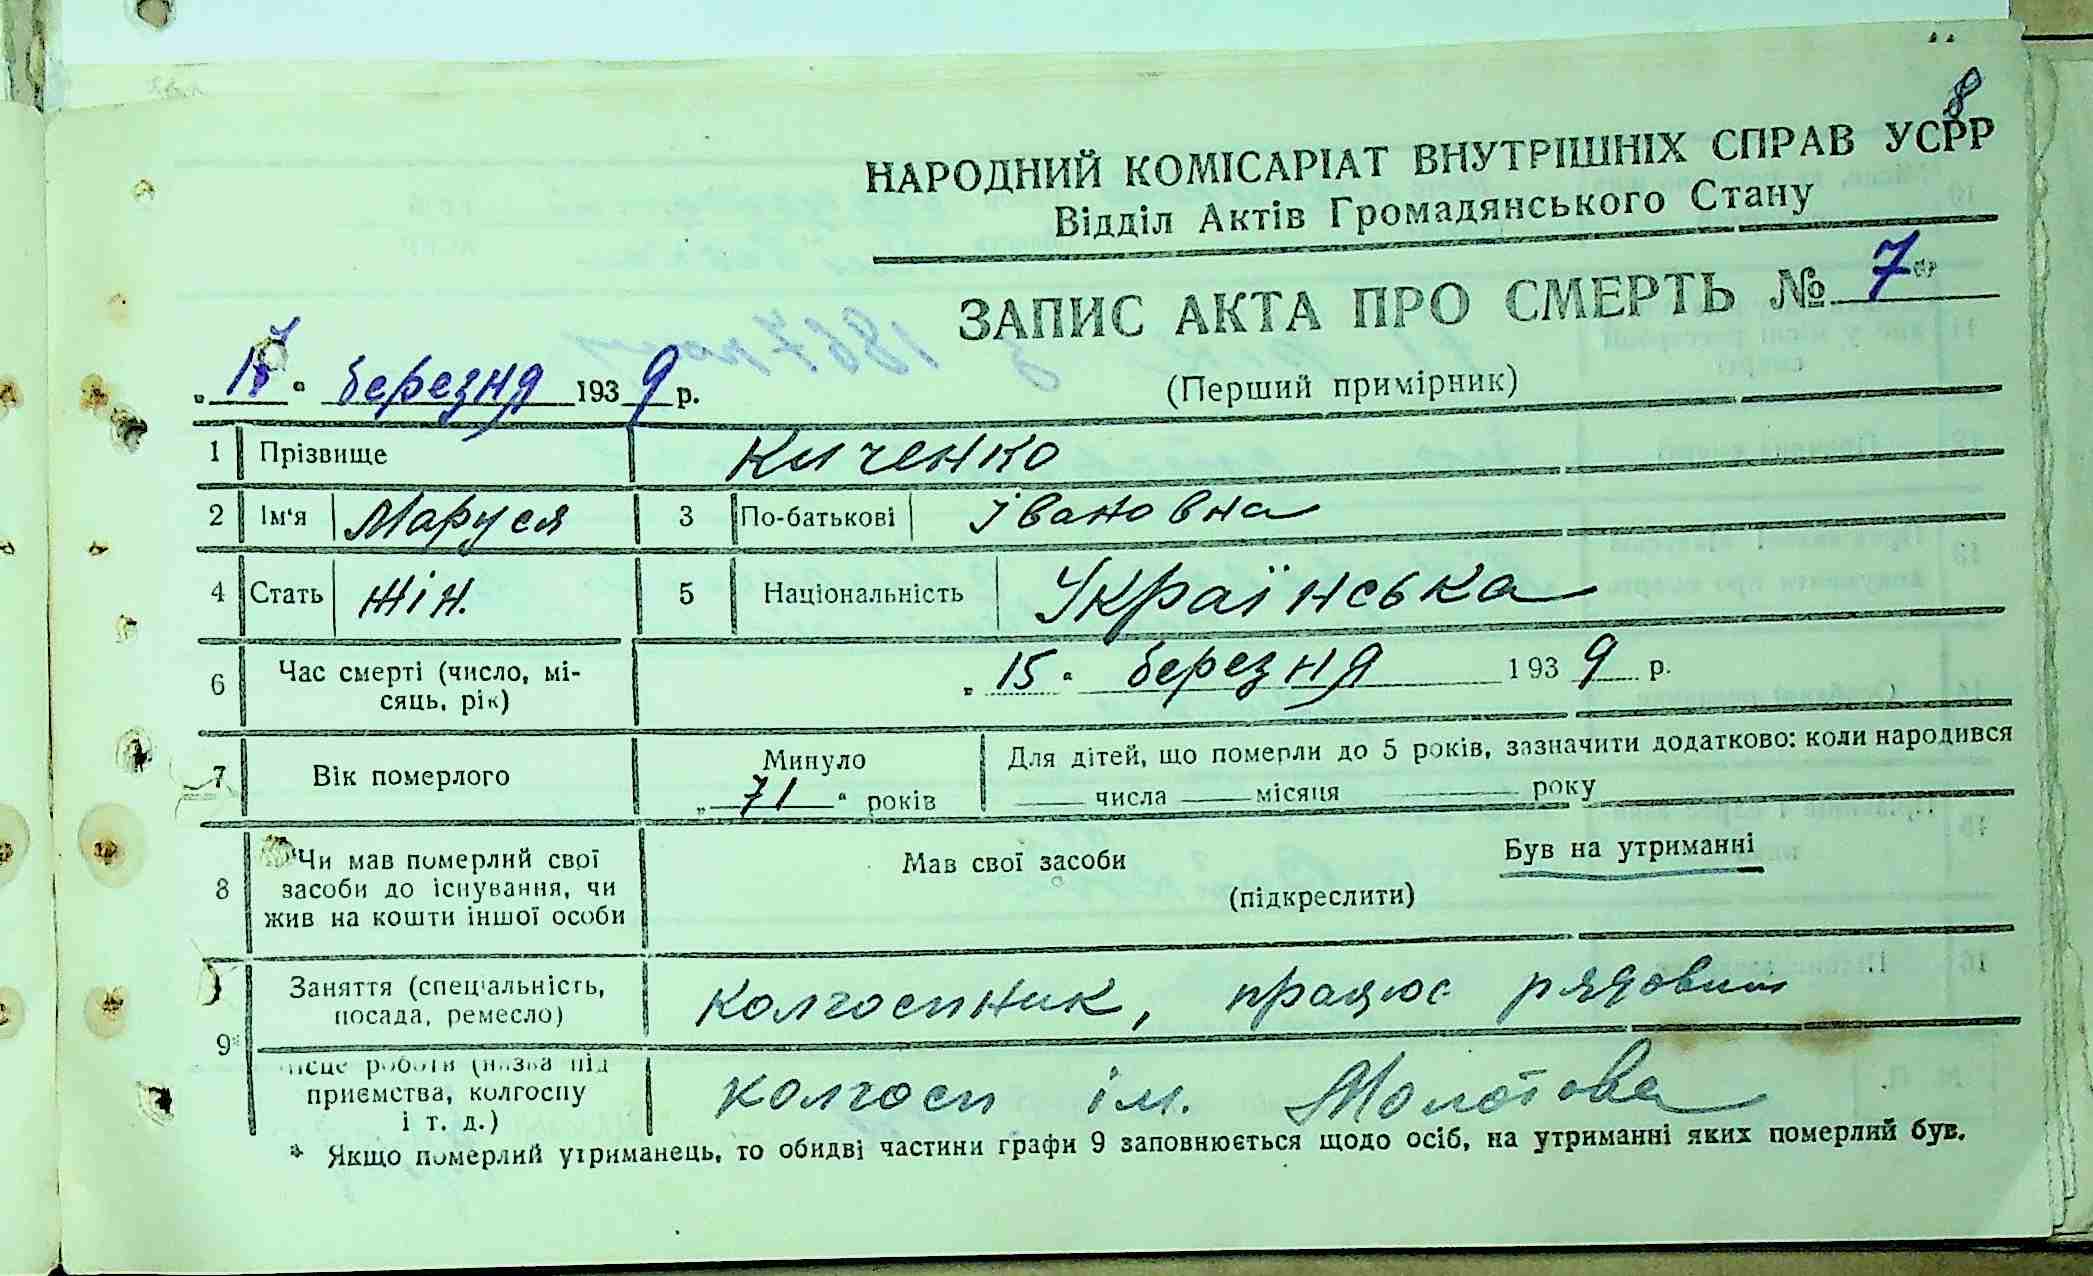 8
НАРОДНИЙ КОМІСАРІАТ ВНУТРІШНІХ СПРАВ УСРР
Відділ Актів Громадянського Стану
ЗАПИС АКТА ПРО СМЕРТЬ № 7
„ “ березня 1939 р.
(Перший примірник)
1 Прізвище Киченко
2 Ім'я Маруся 3 По-батькові Івановна
4 Стать жін. 5 Національність Українська
6 Час смерті (число, мі-
сяць, рік) „15“ березня 1939 р.
7 Вік померлого Минуло „71“ років Для дітей, що померли до 5 років, зазначити додатково: коли народився
числа місяця року
8 Чи мав померлий свої
засоби до існування, чи
жив на кошти іншої особи
Мав свої засоби Був на утриманні
(підкреслити)
9* Заняття (спеціальність,
посада, ремесло) колгоспник, працює рядовим
місце роботи (назва під
приємства, колгоспу
і т. д.) колгосп ім. Молотова
* Якщо померлий утриманець, то обидві частини графи 9 заповнюється щодо осіб, на утриманні яких померлий був.